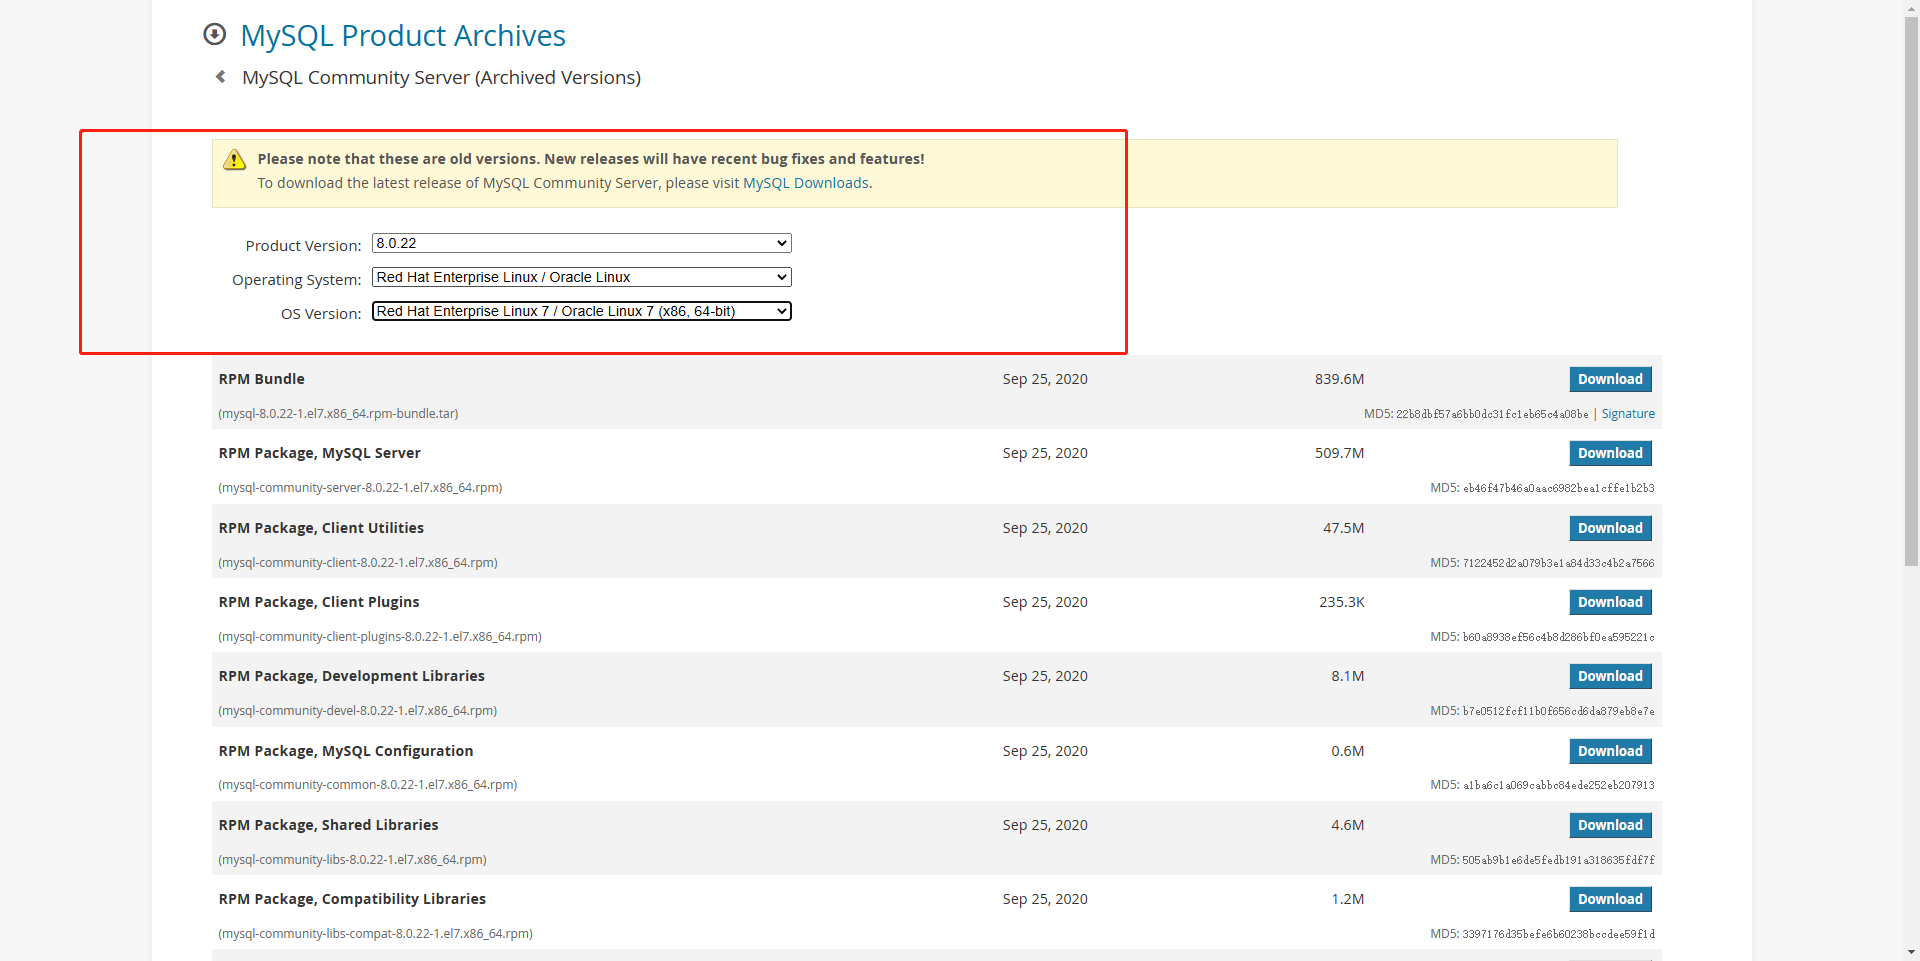 MySQL Product Archives
MySQL Community Server (Archived Versions)
Please note that these are old versions. New releases will have recent bug fixes and features!
To download the latest release of MySQL Community Server, please visit MySQL Downloads.
Product Version: 8.0.22
Operating System: Red Hat Enterprise Linux / Oracle Linux
OS Version: Red Hat Enterprise Linux 7 / Oracle Linux 7 (x86, 64-bit)
RPM Bundle Sep 25, 2020 839.6M Download
(mysql-8.0.22-1.el7.x86_64.rpm-bundle.tar) MD5: 22b8dbf57a6bb0dc31fc1eb65c4a08be | Signature
RPM Package, MySQL Server Sep 25, 2020 509.7M Download
(mysql-community-server-8.0.22-1.el7.x86_64.rpm) MD5: eb46f47b46a0aac6982bea1cffe1b2b3
RPM Package, Client Utilities Sep 25, 2020 47.5M Download
(mysql-community-client-8.0.22-1.el7.x86_64.rpm) MD5: 7122452d2a079b3e1a84d33c4b2a7566
RPM Package, Client Plugins Sep 25, 2020 235.3K Download
(mysql-community-client-plugins-8.0.22-1.el7.x86_64.rpm) MD5: b60a8938ef56c4b8d286bf0ea595221c
RPM Package, Development Libraries Sep 25, 2020 8.1M Download
(mysql-community-devel-8.0.22-1.el7.x86_64.rpm) MD5: b7e0512fcf11b0f656cd6da879eb8e7e
RPM Package, MySQL Configuration Sep 25, 2020 0.6M Download
(mysql-community-common-8.0.22-1.el7.x86_64.rpm) MD5: a1ba6c1a069cabbc84ede252eb207913
RPM Package, Shared Libraries Sep 25, 2020 4.6M Download
(mysql-community-libs-8.0.22-1.el7.x86_64.rpm) MD5: 505ab9b1e6de5fedb191a318635fdf7f
RPM Package, Compatibility Libraries Sep 25, 2020 1.2M Download
(mysql-community-libs-compat-8.0.22-1.el7.x86_64.rpm) MD5: 3397176d35befe6b60238bccdee59f1d